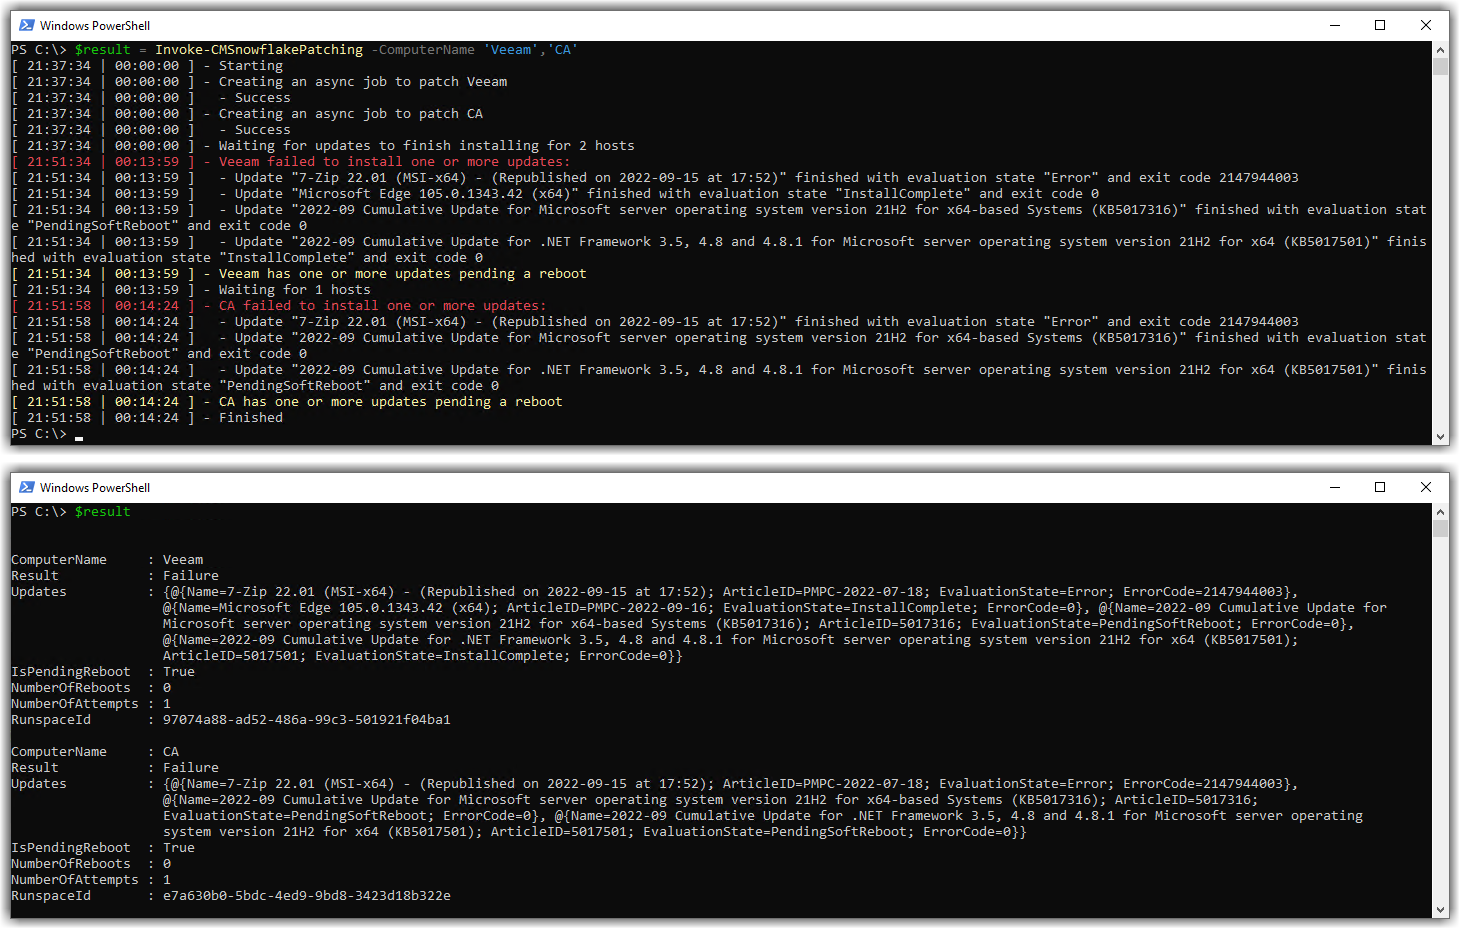 Windows PowerShell
PS C:\> $result = Invoke-CMSnowflakePatching -ComputerName 'Veeam','CA'
[ 21:37:34 | 00:00:00 ] - Starting
[ 21:37:34 | 00:00:00 ] - Creating an async job to patch Veeam
[ 21:37:34 | 00:00:00 ]   - Success
[ 21:37:34 | 00:00:00 ] - Creating an async job to patch CA
[ 21:37:34 | 00:00:00 ]   - Success
[ 21:37:34 | 00:00:00 ] - Waiting for updates to finish installing for 2 hosts
[ 21:51:34 | 00:13:59 ] - Veeam failed to install one or more updates:
[ 21:51:34 | 00:13:59 ]   - Update "7-Zip 22.01 (MSI-x64) - (Republished on 2022-09-15 at 17:52)" finished with evaluation state "Error" and exit code 2147944003
[ 21:51:34 | 00:13:59 ]   - Update "Microsoft Edge 105.0.1343.42 (x64)" finished with evaluation state "InstallComplete" and exit code 0
[ 21:51:34 | 00:13:59 ]   - Update "2022-09 Cumulative Update for Microsoft server operating system version 21H2 for x64-based Systems (KB5017316)" finished with evaluation stat
e "PendingSoftReboot" and exit code 0
[ 21:51:34 | 00:13:59 ]   - Update "2022-09 Cumulative Update for .NET Framework 3.5, 4.8 and 4.8.1 for Microsoft server operating system version 21H2 for x64 (KB5017501)" finis
hed with evaluation state "InstallComplete" and exit code 0
[ 21:51:34 | 00:13:59 ] - Veeam has one or more updates pending a reboot
[ 21:51:34 | 00:13:59 ] - Waiting for 1 hosts
[ 21:51:58 | 00:14:24 ] - CA failed to install one or more updates:
[ 21:51:58 | 00:14:24 ]   - Update "7-Zip 22.01 (MSI-x64) - (Republished on 2022-09-15 at 17:52)" finished with evaluation state "Error" and exit code 2147944003
[ 21:51:58 | 00:14:24 ]   - Update "2022-09 Cumulative Update for Microsoft server operating system version 21H2 for x64-based Systems (KB5017316)" finished with evaluation stat
e "PendingSoftReboot" and exit code 0
[ 21:51:58 | 00:14:24 ]   - Update "2022-09 Cumulative Update for .NET Framework 3.5, 4.8 and 4.8.1 for Microsoft server operating system version 21H2 for x64 (KB5017501)" finis
hed with evaluation state "PendingSoftReboot" and exit code 0
[ 21:51:58 | 00:14:24 ] - CA has one or more updates pending a reboot
[ 21:51:58 | 00:14:24 ] - Finished
PS C:\>
Windows PowerShell
PS C:\> $result
ComputerName     : Veeam
Result           : Failure
Updates          : {@{Name=7-Zip 22.01 (MSI-x64) - (Republished on 2022-09-15 at 17:52); ArticleID=PMPC-2022-07-18; EvaluationState=Error; ErrorCode=2147944003},
                   @{Name=Microsoft Edge 105.0.1343.42 (x64); ArticleID=PMPC-2022-09-16; EvaluationState=InstallComplete; ErrorCode=0}, @{Name=2022-09 Cumulative Update for
                   Microsoft server operating system version 21H2 for x64-based Systems (KB5017316); ArticleID=5017316; EvaluationState=PendingSoftReboot; ErrorCode=0},
                   @{Name=2022-09 Cumulative Update for .NET Framework 3.5, 4.8 and 4.8.1 for Microsoft server operating system version 21H2 for x64 (KB5017501);
                   ArticleID=5017501; EvaluationState=InstallComplete; ErrorCode=0}}
IsPendingReboot  : True
NumberOfReboots  : 0
NumberOfAttempts : 1
RunspaceId       : 97074a88-ad52-486a-99c3-501921f04ba1
ComputerName     : CA
Result           : Failure
Updates          : {@{Name=7-Zip 22.01 (MSI-x64) - (Republished on 2022-09-15 at 17:52); ArticleID=PMPC-2022-07-18; EvaluationState=Error; ErrorCode=2147944003},
                   @{Name=2022-09 Cumulative Update for Microsoft server operating system version 21H2 for x64-based Systems (KB5017316); ArticleID=5017316;
                   EvaluationState=PendingSoftReboot; ErrorCode=0}, @{Name=2022-09 Cumulative Update for .NET Framework 3.5, 4.8 and 4.8.1 for Microsoft server operating
                   system version 21H2 for x64 (KB5017501); ArticleID=5017501; EvaluationState=PendingSoftReboot; ErrorCode=0}}
IsPendingReboot  : True
NumberOfReboots  : 0
NumberOfAttempts : 1
RunspaceId       : e7a630b0-5bdc-4ed9-9bd8-3423d18b322e